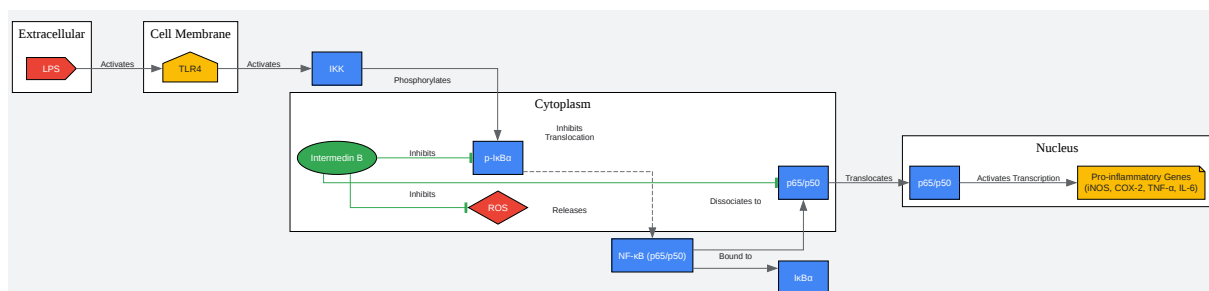 Extracellular
LPS
Activates
Cell Membrane
TLR4
Activates
IKK
Phosphorylates
Cytoplasm
Inhibits
Translocation
Intermedin B
Inhibits
p-IκBα
Inhibits
ROS
Releases
Dissociates to
p65/p50
Translocates
NF-κB (p65/p50)
Bound to
IκBα
Nucleus
p65/p50
Activates Transcription
Pro-inflammatory Genes
(iNOS, COX-2, TNF-α, IL-6)